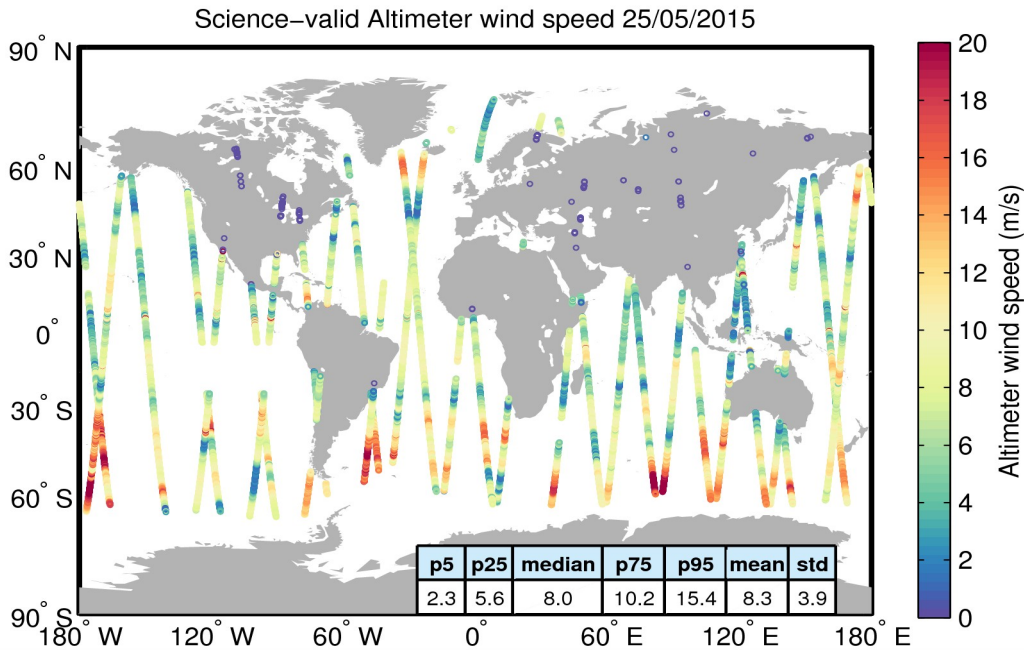 Science−valid Altimeter wind speed 25/05/2015
90° N
60° N
30° N
0°
30° S
60° S
90° S
180° W
120° W
60° W
0°
60° E
120° E
180° E
p5 p25 median p75 p95 mean std
2.3 5.6 8.0 10.2 15.4 8.3 3.9
20
18
16
14
12
10
8
6
4
2
0
Altimeter wind speed (m/s)